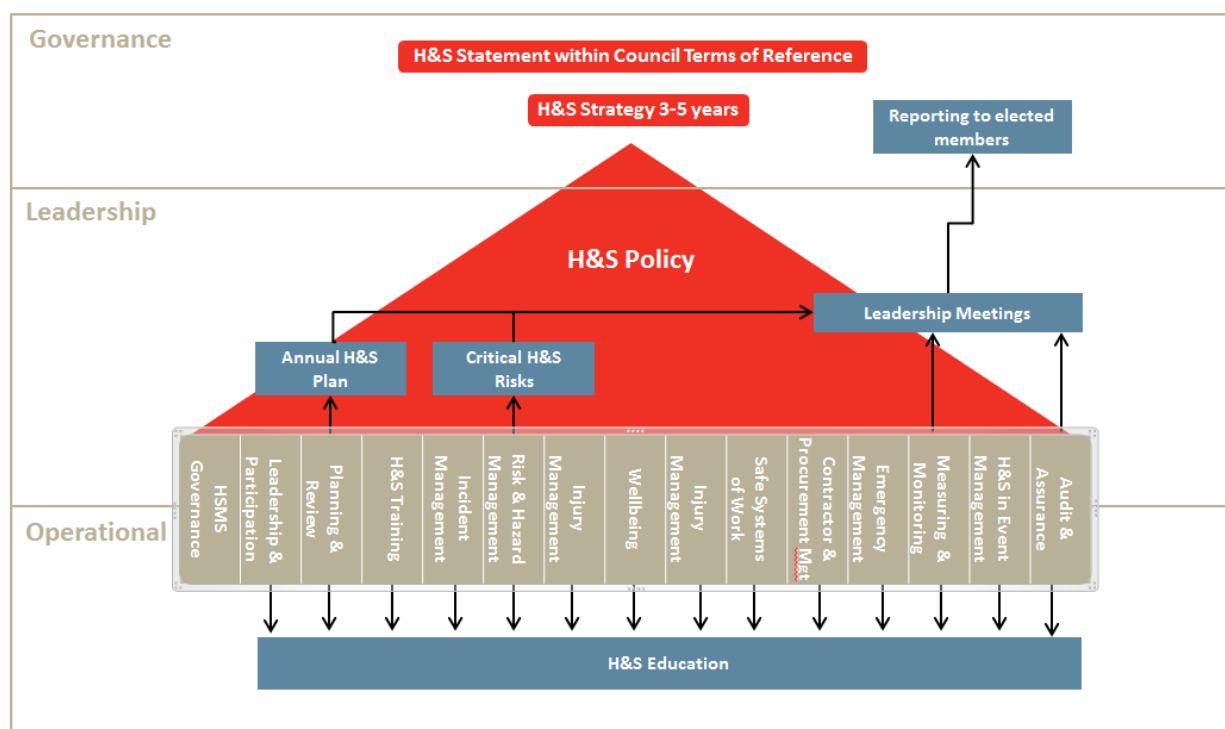 Governance
H&S Statement within Council Terms of Reference
H&S Strategy 3-5 years
Reporting to elected
members
Leadership
H&S Policy
Leadership Meetings
Annual H&S
Plan
Critical H&S
Risks
Operational
HSMS
Governance
Leadership &
Participation
Planning &
Review
H&S Training
Incident
Management
Risk & Hazard
Management
Injury
Management
Wellbeing
Injury
Management
Safe Systems
of Work
Contractor &
Procurement Mgt
Emergency
Management
Measuring &
Monitoring
H&S in Event
Management
Audit &
Assurance
H&S Education